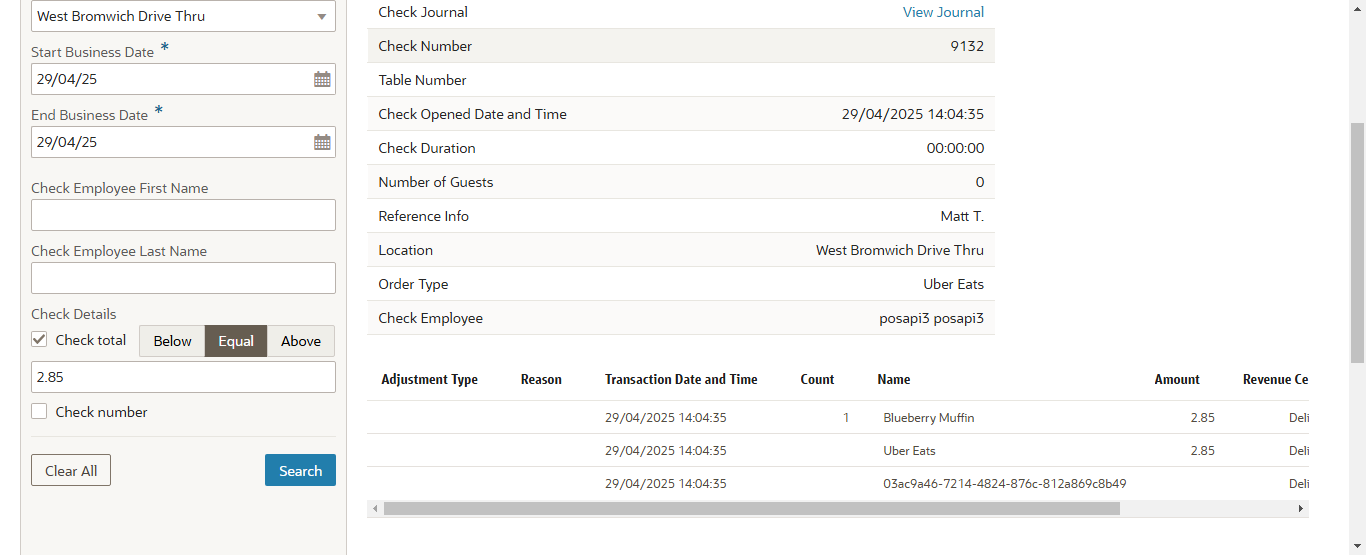 West Bromwich Drive Thru
Start Business Date *
29/04/25
End Business Date *
29/04/25
Check Employee First Name
Check Employee Last Name
Check Details
Check total Below Equal Above
2.85
Check number
Clear All Search
Check Journal View Journal
Check Number 9132
Table Number
Check Opened Date and Time 29/04/2025 14:04:35
Check Duration 00:00:00
Number of Guests 0
Reference Info Matt T.
Location West Bromwich Drive Thru
Order Type Uber Eats
Check Employee posapi3 posapi3
Adjustment Type Reason Transaction Date and Time Count Name Amount Revenue Ce
29/04/2025 14:04:35 1 Blueberry Muffin 2.85 Deli
29/04/2025 14:04:35 Uber Eats 2.85 Deli
29/04/2025 14:04:35 03ac9a46-7214-4824-876c-812a869c8b49 Deli